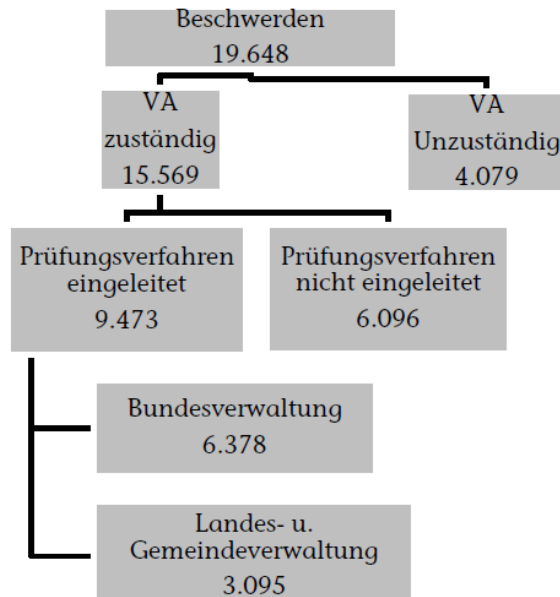 Beschwerden
19.648
VA
zuständig
15.569
VA
Unzuständig
4.079
Prüfungsverfahren
eingeleitet
9.473
Prüfungsverfahren
nicht eingeleitet
6.096
Bundesverwaltung
6.378
Landes- u.
Gemeindeverwaltung
3.095